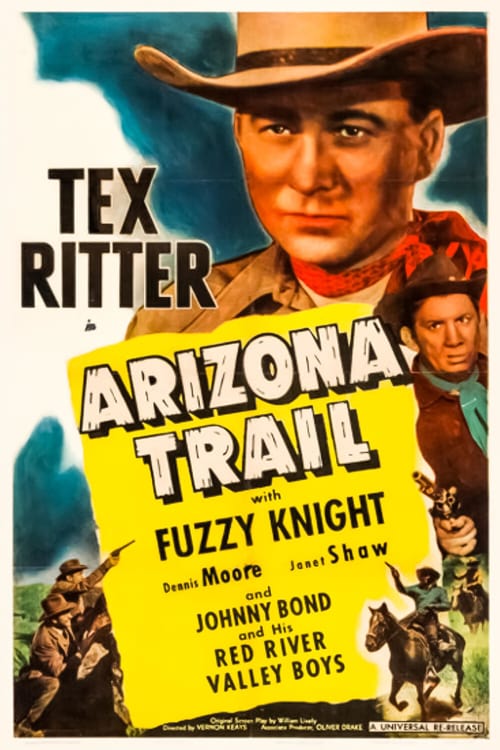 TEX
RITTER
in
ARIZONA
TRAIL
with
FUZZY KNIGHT
Dennis Moore Janet Shaw
and
JOHNNY BOND
and His
RED RIVER
VALLEY BOYS
Original Screen Play by William Lively
Directed by VERNON KEAYS Associate Producer, OLIVER DRAKE
A UNIVERSAL RE-RELEASE